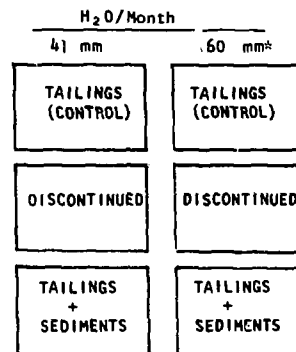 H₂O/Month
41 mm .60 mm*
TAILINGS (CONTROL) TAILINGS (CONTROL)
DISCONTINUED DISCONTINUED
TAILINGS + SEDIMENTS TAILINGS + SEDIMENTS